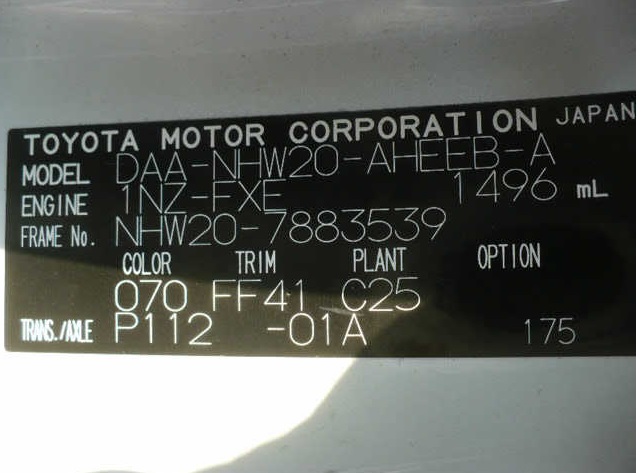 TOYOTA MOTOR CORPORATION JAPAN
MODEL DAA-NHW20-AHEEB-A
ENGINE 1NZ-FXE 1496 mL
FRAME No. NHW20-7883539
COLOR TRIM PLANT OPTION
070 FF41 C25
TRANS./AXLE P112 -01A 175